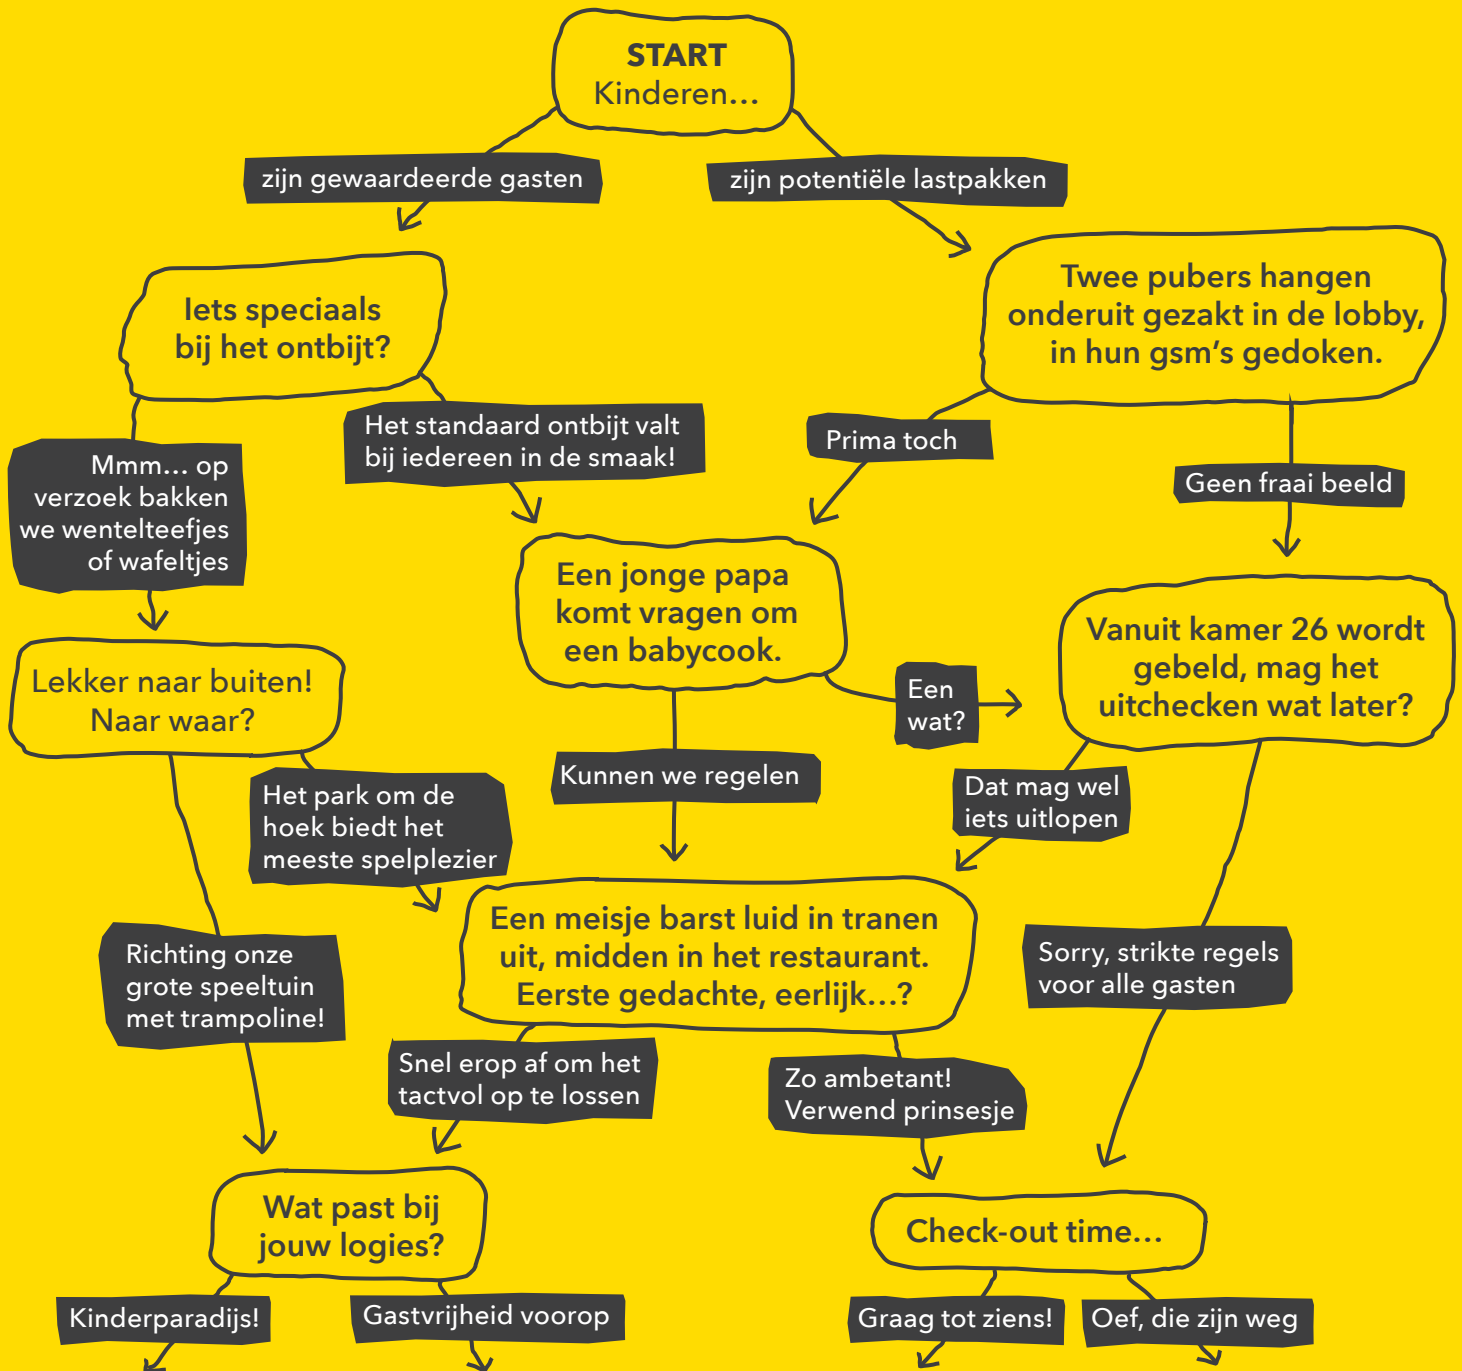 START
Kinderen…
zijn gewaardeerde gasten
zijn potentiële lastpakken
Iets speciaals
bij het ontbijt?
Twee pubers hangen
onderuit gezakt in de lobby,
in hun gsm's gedoken.
Het standaard ontbijt valt
bij iedereen in de smaak!
Prima toch
Mmm… op
verzoek bakken
we wentelteefjes
of wafeltjes
Geen fraai beeld
Een jonge papa
komt vragen om
een babycook.
Vanuit kamer 26 wordt
gebeld, mag het
uitchecken wat later?
Lekker naar buiten!
Naar waar?
Een
wat?
Kunnen we regelen
Het park om de
hoek biedt het
meeste spelplezier
Dat mag wel
iets uitlopen
Een meisje barst luid in tranen
uit, midden in het restaurant.
Eerste gedachte, eerlijk…?
Richting onze
grote speeltuin
met trampoline!
Sorry, strikte regels
voor alle gasten
Snel erop af om het
tactvol op te lossen
Zo ambetant!
Verwend prinsesje
Wat past bij
jouw logies?
Check-out time…
Kinderparadijs!
Gastvrijheid voorop
Graag tot ziens!
Oef, die zijn weg